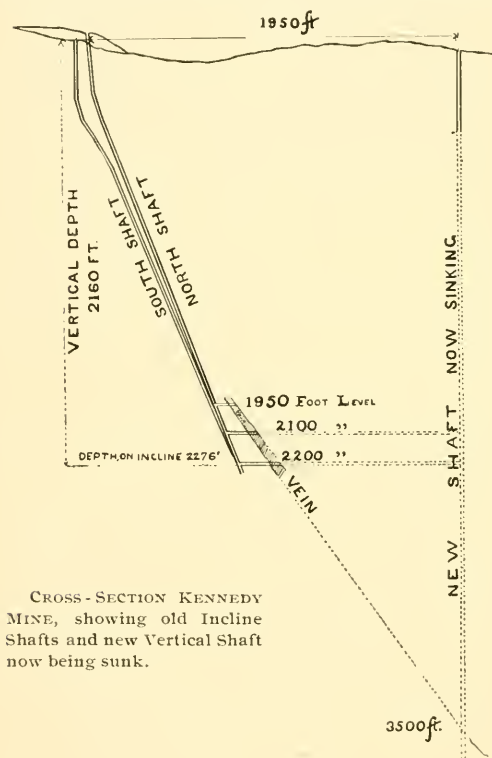 1950ft
VERTICAL DEPTH
2160 FT.
SOUTH SHAFT
NORTH SHAFT
NEW SHAFT NOW SINKING
1950 FOOT LEVEL
2100 ,,
2200 ,,
DEPTH, ON INCLINE 2276'
VEIN
CROSS-SECTION KENNEDY
MINE, showing old Incline
Shafts and new Vertical Shaft
now being sunk.
3500ft.